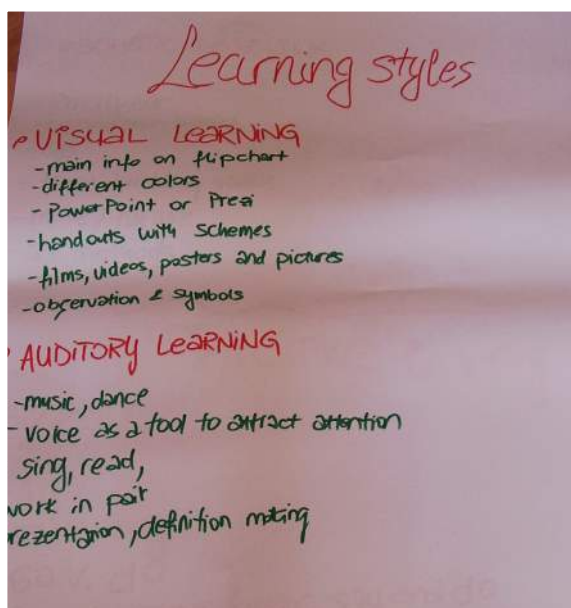 Learning styles
VISUAL LEARNING
-main info on flipchart
-different colors
-PowerPoint or Prezi
-handouts with schemes
-films, videos, posters and pictures
-observation & symbols
AUDITORY LEARNING
-music, dance
-voice as a tool to attract attention
sing, read,
work in pair
rezentation, definition making